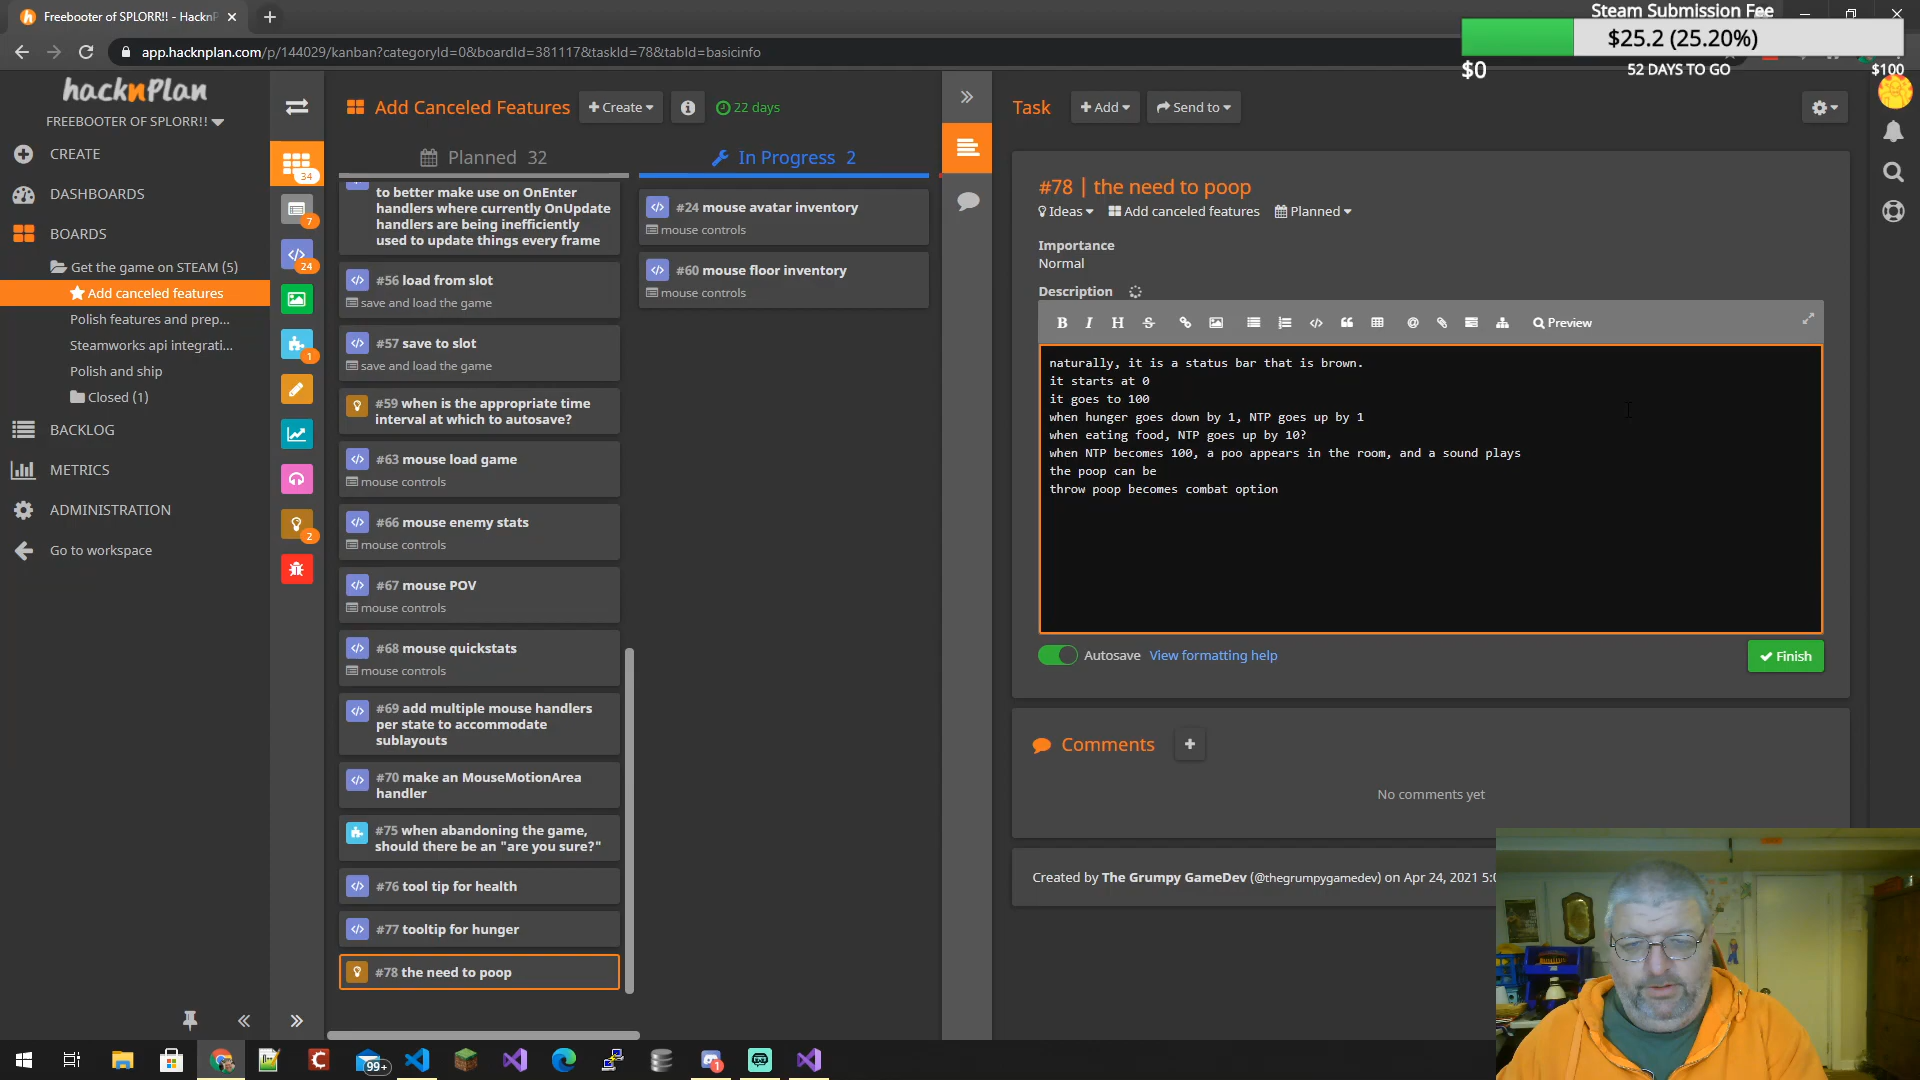 Freebooter of SPLORR!! - HacknP
app.hacknplan.com/p/144029/kanban?categoryId=0&boardId=381117&taskId=78&tabId=basicinfo
Steam Submission Fee
$25.2 (25.20%)
$0
52 DAYS TO GO
$100
hacknPlan
FREEBOOTER OF SPLORR!!
CREATE
DASHBOARDS
BOARDS
Get the game on STEAM (5)
Add canceled features
Polish features and prep...
Steamworks api integrati...
Polish and ship
Closed (1)
BACKLOG
METRICS
ADMINISTRATION
Go to workspace
34
7
24
1
2
Add Canceled Features
Create
22 days
Planned 32
to better make use on OnEnter
handlers where currently OnUpdate
handlers are being inefficiently
used to update things every frame
#56 load from slot
save and load the game
#57 save to slot
save and load the game
#59 when is the appropriate time
interval at which to autosave?
#63 mouse load game
mouse controls
#66 mouse enemy stats
mouse controls
#67 mouse POV
mouse controls
#68 mouse quickstats
mouse controls
#69 add multiple mouse handlers
per state to accommodate
sublayouts
#70 make an MouseMotionArea
handler
#75 when abandoning the game,
should there be an "are you sure?"
#76 tool tip for health
#77 tooltip for hunger
#78 the need to poop
In Progress 2
#24 mouse avatar inventory
mouse controls
#60 mouse floor inventory
mouse controls
Task
Add
Send to
#78 | the need to poop
Ideas Add canceled features Planned
Importance
Normal
Description
B I H S Preview
naturally, it is a status bar that is brown.
it starts at 0
it goes to 100
when hunger goes down by 1, NTP goes up by 1
when eating food, NTP goes up by 10?
when NTP becomes 100, a poo appears in the room, and a sound plays
the poop can be
throw poop becomes combat option
Autosave View formatting help
Finish
Comments
No comments yet
Created by The Grumpy GameDev (@thegrumpygamedev) on Apr 24, 2021 5:0
99+
1